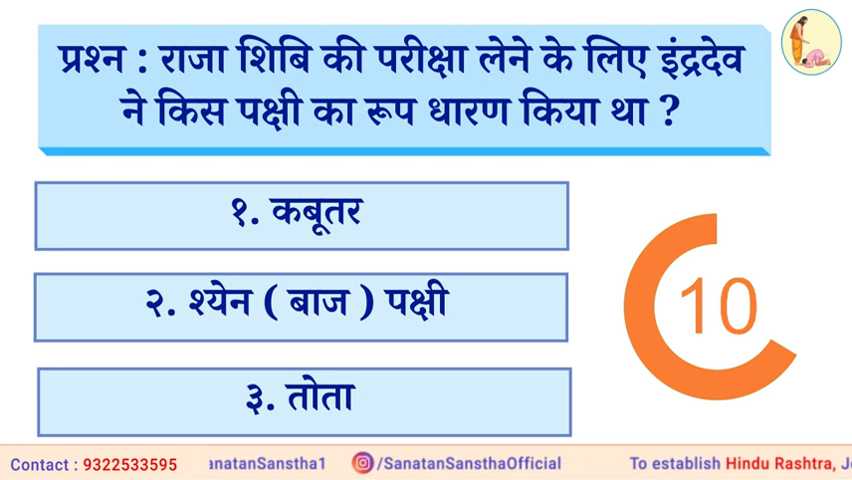 प्रश्न : राजा शिबि की परीक्षा लेने के लिए इंद्रदेव
ने किस पक्षी का रूप धारण किया था ?
१. कबूतर
२. श्येन ( बाज ) पक्षी
10
३. तोता
Contact : 9322533595 anatanSanstha1 /SanatanSansthaOfficial To establish Hindu Rashtra, J